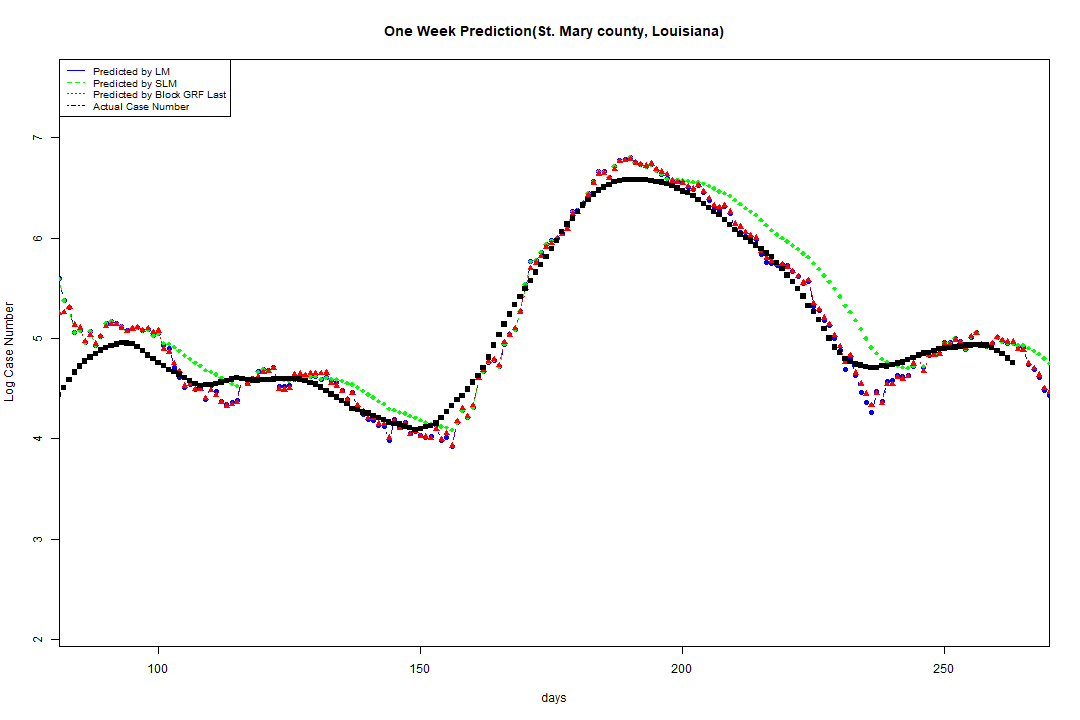 One Week Prediction(St. Mary county, Louisiana)
Predicted by LM
Predicted by SLM
Predicted by Block GRF Last
Actual Case Number
7
6
5
4
3
2
Log Case Number
100 150 200 250
days